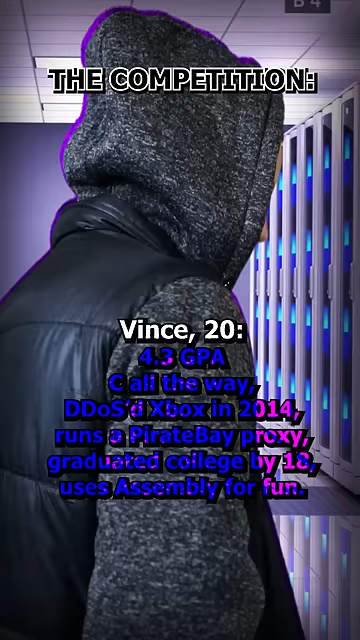 B 4
THE COMPETITION:
Vince, 20:
4.3 GPA
C all the way,
DDoS'd Xbox in 2014,
runs a PirateBay proxy,
graduated college by 18,
uses Assembly for fun.